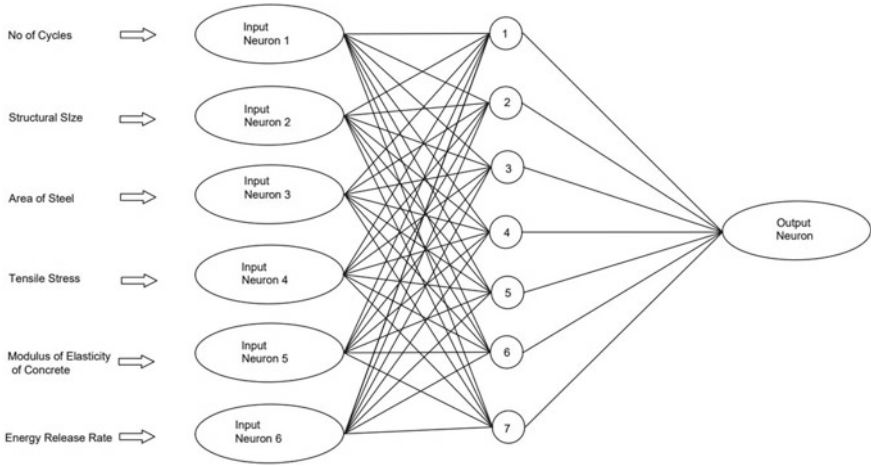 No of Cycles
Input
Neuron 1
1
Structural SIze
Input
Neuron 2
2
Area of Steel
Input
Neuron 3
3
Tensile Stress
Input
Neuron 4
4
Modulus of Elasticity
of Concrete
Input
Neuron 5
5
Energy Release Rate
Input
Neuron 6
6
7
Output
Neuron